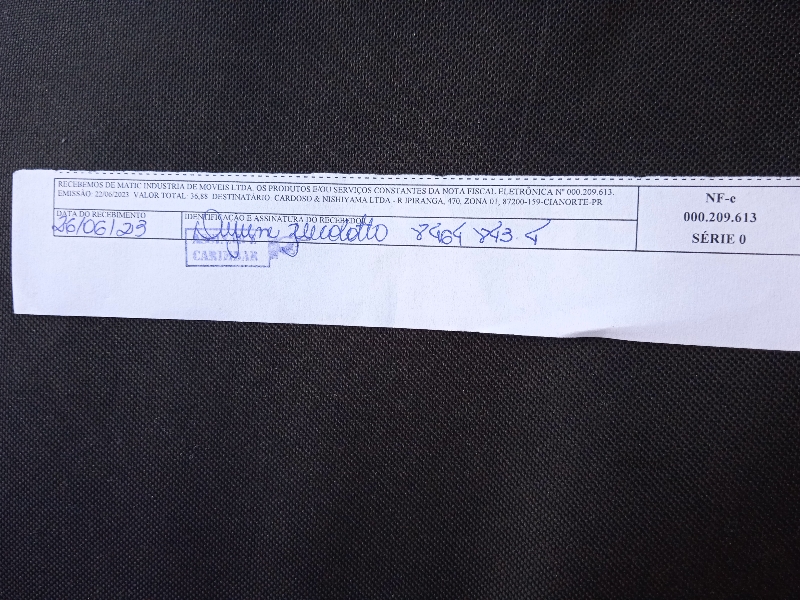 RECEBEMOS DE MATIC INDUSTRIA DE MOVEIS LTDA. OS PRODUTOS E/OU SERVIÇOS CONSTANTES DA NOTA FISCAL ELETRÔNICA Nº 000.209.613.
EMISSÃO: 22/06/2023 VALOR TOTAL: 36,88 DESTINATÁRIO: CARDOSO & NISHIYAMA LTDA - R IPIRANGA, 470, ZONA 01, 87200-159-CIANORTE-PR
NF-e
000.209.613
SÉRIE 0
DATA DO RECEBIMENTO
IDENTIFICAÇÃO E ASSINATURA DO RECEBEDOR
26/06/23
CARIMBAR